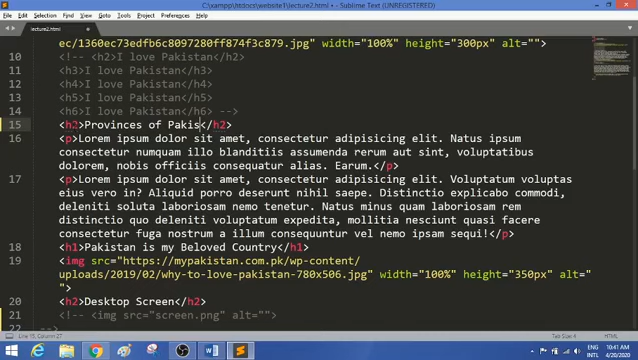 C:\xampp\htdocs\website1\lecture2.html • - Sublime Text (UNREGISTERED)
File Edit Selection Find View Goto Tools Project Preferences Help
lecture2.html
ec/1360ec73edfb6c8097280ff874f3c879.jpg" width="100%" height="300px" alt="">
10 <!-- <h2>I love Pakistan</h2>
11 <h3>I love Pakistan</h3>
12 <h4>I love Pakistan</h4>
13 <h5>I love Pakistan</h5>
14 <h6>I love Pakistan</h6> -->
15 <h2>Provinces of Pakis</h2>
16 <p>Lorem ipsum dolor sit amet, consectetur adipisicing elit. Natus ipsum
consectetur numquam illo blanditiis assumenda rerum aut sint, voluptatibus
dolorem, nobis officiis consequatur alias. Earum.</p>
17 <p>Lorem ipsum dolor sit amet, consectetur adipisicing elit. Voluptatum voluptas
eius vero in? Aliquid porro deserunt nihil saepe. Distinctio explicabo commodi,
deleniti soluta laboriosam nemo tenetur. Natus minus quam laborum rem
distinctio quo deleniti voluptatum expedita, mollitia nesciunt consectetur
consectetur fuga nostrum a illum consequuntur vel nemo ipsam sequi!</p>
18 <h1>Pakistan is my Beloved Country</h1>
19 <img src="https://mypakistan.com.pk/wp-content/
uploads/2019/02/why-to-love-pakistan-780x506.jpg" width="100%" height="350px" alt="
">
20 <h2>Desktop Screen</h2>
21 <!-- <img src="screen.png" alt="">
22 -->
Line 15, Column 27 Tab Size: 4 HTML
ENG 10:41 AM
INTL 4/20/2020